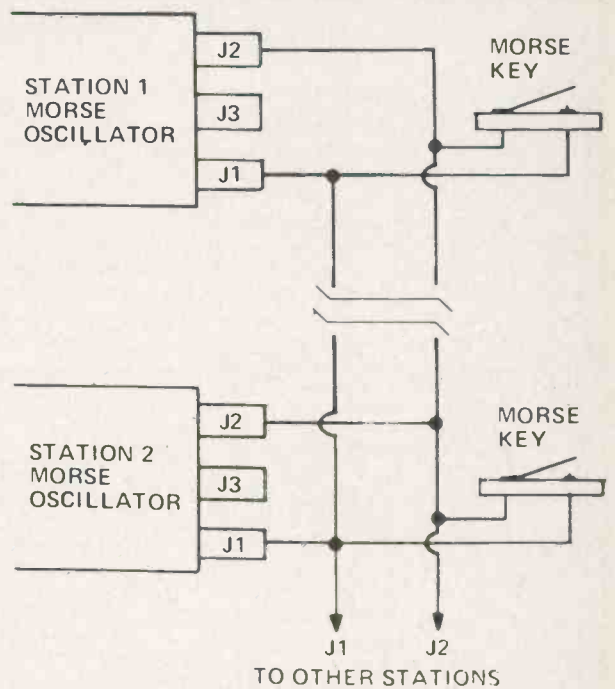 J2
MORSE
KEY
STATION 1
MORSE
OSCILLATOR
J3
J1
J2
MORSE
KEY
STATION 2
MORSE
OSCILLATOR
J3
J1
J1 J2
TO OTHER STATIONS